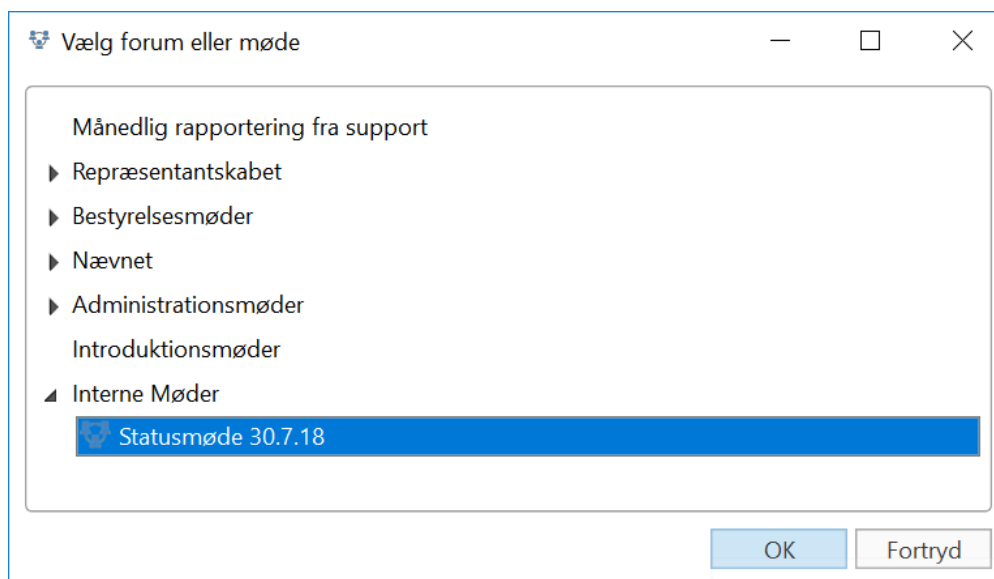 Vælg forum eller møde
Månedlig rapportering fra support
Repræsentantskabet
Bestyrelsesmøder
Nævnet
Administrationsmøder
Introduktionsmøder
Interne Møder
Statusmøde 30.7.18
OK Fortryd